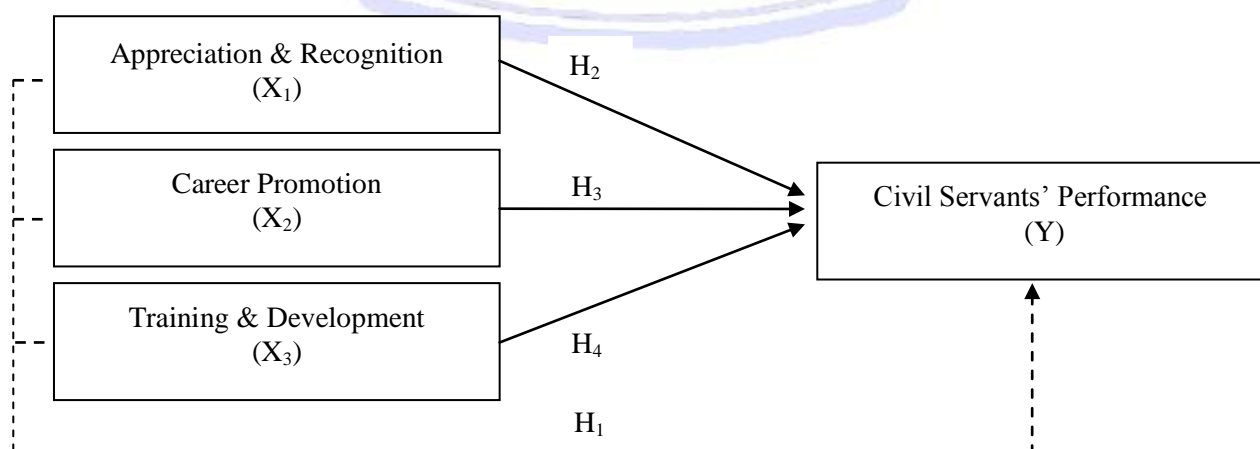 Appreciation & Recognition
(X₁)
H₂
Career Promotion
(X₂)
H₃
Civil Servants’ Performance
(Y)
Training & Development
(X₃)
H₄
H₁